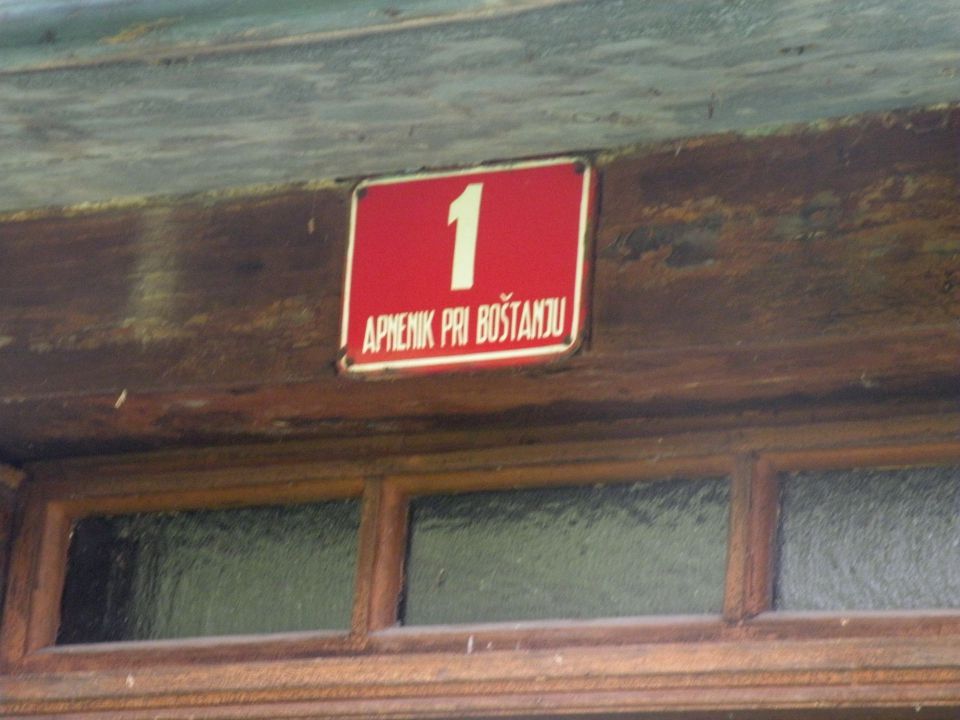 1
APNENIK PRI BOŠTANJU